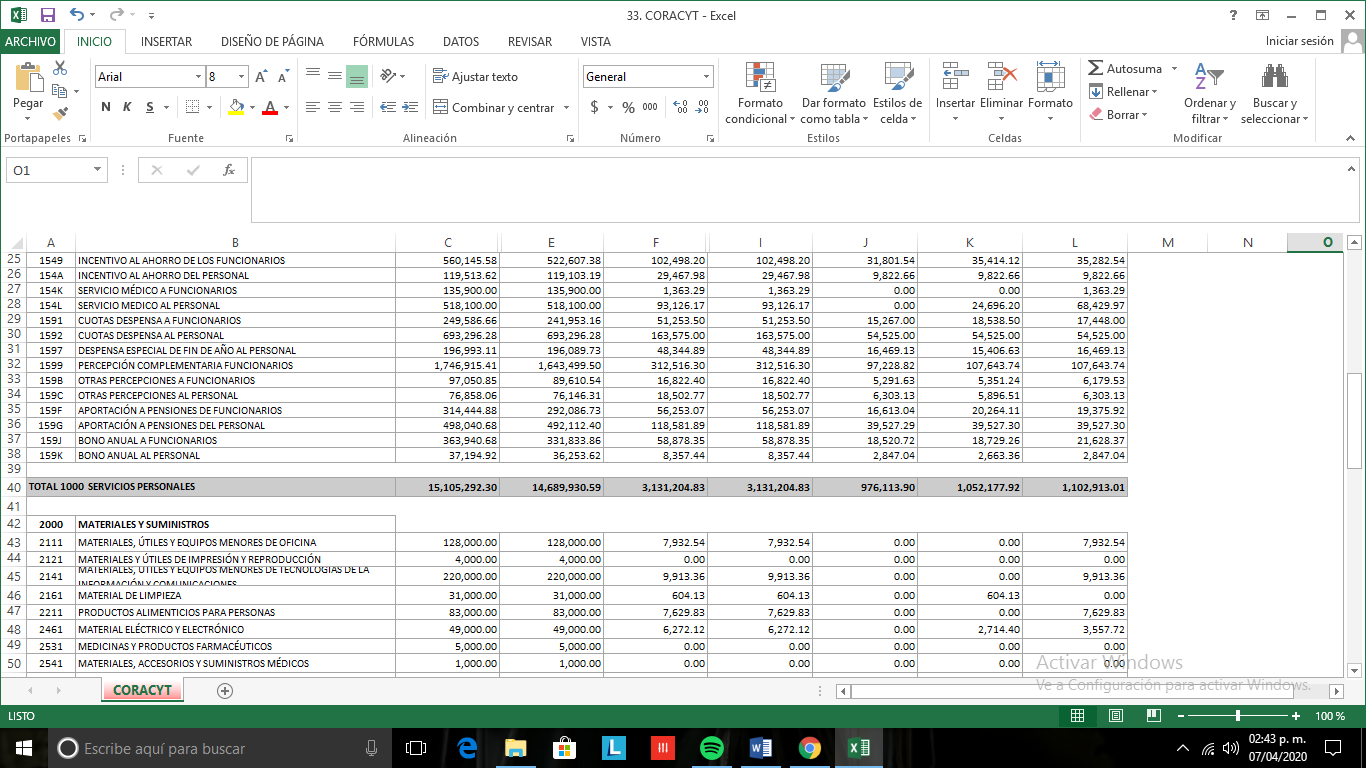 33. CORACYT - Excel
ARCHIVO INICIO INSERTAR DISEÑO DE PÁGINA FÓRMULAS DATOS REVISAR VISTA Iniciar sesión
Arial 8 Ajustar texto General Autosuma
Pegar N K S Combinar y centrar $ % 000 Formato condicional Dar formato como tabla Estilos de celda Insertar Eliminar Formato Rellenar Borrar Ordenar y filtrar Buscar y seleccionar
Portapapeles Fuente Alineación Número Estilos Celdas Modificar
O1 fx
A B C E F I J K L M N O
25 1549 INCENTIVO AL AHORRO DE LOS FUNCIONARIOS 560,145.58 522,607.38 102,498.20 102,498.20 31,801.54 35,414.12 35,282.54
26 154A INCENTIVO AL AHORRO DEL PERSONAL 119,513.62 119,103.19 29,467.98 29,467.98 9,822.66 9,822.66 9,822.66
27 154K SERVICIO MÉDICO A FUNCIONARIOS 135,900.00 135,900.00 1,363.29 1,363.29 0.00 0.00 1,363.29
28 154L SERVICIO MEDICO AL PERSONAL 518,100.00 518,100.00 93,126.17 93,126.17 0.00 24,696.20 68,429.97
29 1591 CUOTAS DESPENSA A FUNCIONARIOS 249,586.66 241,953.16 51,253.50 51,253.50 15,267.00 18,538.50 17,448.00
30 1592 CUOTAS DESPENSA AL PERSONAL 693,296.28 693,296.28 163,575.00 163,575.00 54,525.00 54,525.00 54,525.00
31 1597 DESPENSA ESPECIAL DE FIN DE AÑO AL PERSONAL 196,993.11 196,089.73 48,344.89 48,344.89 16,469.13 15,406.63 16,469.13
32 1599 PERCEPCIÓN COMPLEMENTARIA FUNCIONARIOS 1,746,915.41 1,643,499.50 312,516.30 312,516.30 97,228.82 107,643.74 107,643.74
33 159B OTRAS PERCEPCIONES A FUNCIONARIOS 97,050.85 89,610.54 16,822.40 16,822.40 5,291.63 5,351.24 6,179.53
34 159C OTRAS PERCEPCIONES AL PERSONAL 76,858.06 76,146.31 18,502.77 18,502.77 6,303.13 5,896.51 6,303.13
35 159F APORTACIÓN A PENSIONES DE FUNCIONARIOS 314,444.88 292,086.73 56,253.07 56,253.07 16,613.04 20,264.11 19,375.92
36 159G APORTACIÓN A PENSIONES DEL PERSONAL 498,040.68 492,112.40 118,581.89 118,581.89 39,527.29 39,527.30 39,527.30
37 159J BONO ANUAL A FUNCIONARIOS 363,940.68 331,833.86 58,878.35 58,878.35 18,520.72 18,729.26 21,628.37
38 159K BONO ANUAL AL PERSONAL 37,194.92 36,253.62 8,357.44 8,357.44 2,847.04 2,663.36 2,847.04
39
40 TOTAL 1000 SERVICIOS PERSONALES 15,105,292.30 14,689,930.59 3,131,204.83 3,131,204.83 976,113.90 1,052,177.92 1,102,913.01
41
42 2000 MATERIALES Y SUMINISTROS
43 2111 MATERIALES, ÚTILES Y EQUIPOS MENORES DE OFICINA 128,000.00 128,000.00 7,932.54 7,932.54 0.00 0.00 7,932.54
44 2121 MATERIALES Y ÚTILES DE IMPRESIÓN Y REPRODUCCIÓN 4,000.00 4,000.00 0.00 0.00 0.00 0.00 0.00
45 2141 MATERIALES, ÚTILES Y EQUIPOS MENORES DE TECNOLOGÍAS DE LA INFORMACIÓN Y COMUNICACIONES 220,000.00 220,000.00 9,913.36 9,913.36 0.00 0.00 9,913.36
46 2161 MATERIAL DE LIMPIEZA 31,000.00 31,000.00 604.13 604.13 0.00 604.13 0.00
47 2211 PRODUCTOS ALIMENTICIOS PARA PERSONAS 83,000.00 83,000.00 7,629.83 7,629.83 0.00 0.00 7,629.83
48 2461 MATERIAL ELÉCTRICO Y ELECTRÓNICO 49,000.00 49,000.00 6,272.12 6,272.12 0.00 2,714.40 3,557.72
49 2531 MEDICINAS Y PRODUCTOS FARMACÉUTICOS 5,000.00 5,000.00 0.00 0.00 0.00 0.00 0.00
50 2541 MATERIALES, ACCESORIOS Y SUMINISTROS MÉDICOS 1,000.00 1,000.00 0.00 0.00 0.00 0.00 0.00
Activar Windows
Ve a Configuración para activar Windows.
CORACYT
LISTO 100 %
Escribe aquí para buscar
02:43 p. m.
07/04/2020